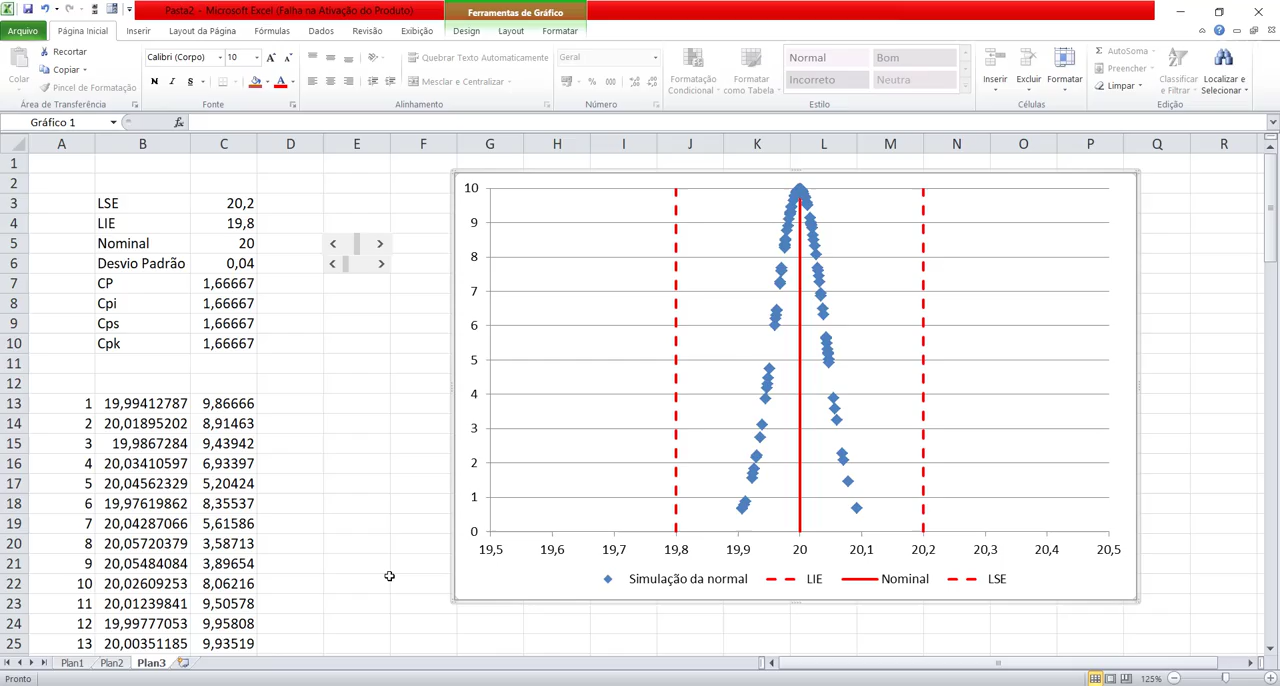 Pasta2 - Microsoft Excel (Falha na Ativação do Produto)
Ferramentas de Gráfico
Arquivo Página Inicial Inserir Layout da Página Fórmulas Dados Revisão Exibição Design Layout Formatar
Colar
Recortar
Copiar
Pincel de Formatação
Área de Transferência
Calibri (Corpo) 10
N I S
Fonte
Quebrar Texto Automaticamente
Mesclar e Centralizar
Alinhamento
Geral
% 000
Número
Formatação Condicional
Formatar como Tabela
Normal Bom
Incorreto Neutra
Estilo
Inserir Excluir Formatar
Células
AutoSoma
Preencher
Limpar
Classificar e Filtrar
Localizar e Selecionar
Edição
Gráfico 1 fx
A B C D E F G H I J K L M N O P Q R
1
2
3 LSE 20,2
4 LIE 19,8
5 Nominal 20
6 Desvio Padrão 0,04
7 CP 1,66667
8 Cpi 1,66667
9 Cps 1,66667
10 Cpk 1,66667
11
12
13 1 19,99412787 9,86666
14 2 20,01895202 8,91463
15 3 19,9867284 9,43942
16 4 20,03410597 6,93397
17 5 20,04562329 5,20424
18 6 19,97619862 8,35537
19 7 20,04287066 5,61586
20 8 20,05720379 3,58713
21 9 20,05484084 3,89654
22 10 20,02609253 8,06216
23 11 20,01239841 9,50578
24 12 19,99777053 9,95808
25 13 20,00351185 9,93519
10
9
8
7
6
5
4
3
2
1
0
19,5 19,6 19,7 19,8 19,9 20 20,1 20,2 20,3 20,4 20,5
Simulação da normal LIE Nominal LSE
Plan1 Plan2 Plan3
Pronto 125%